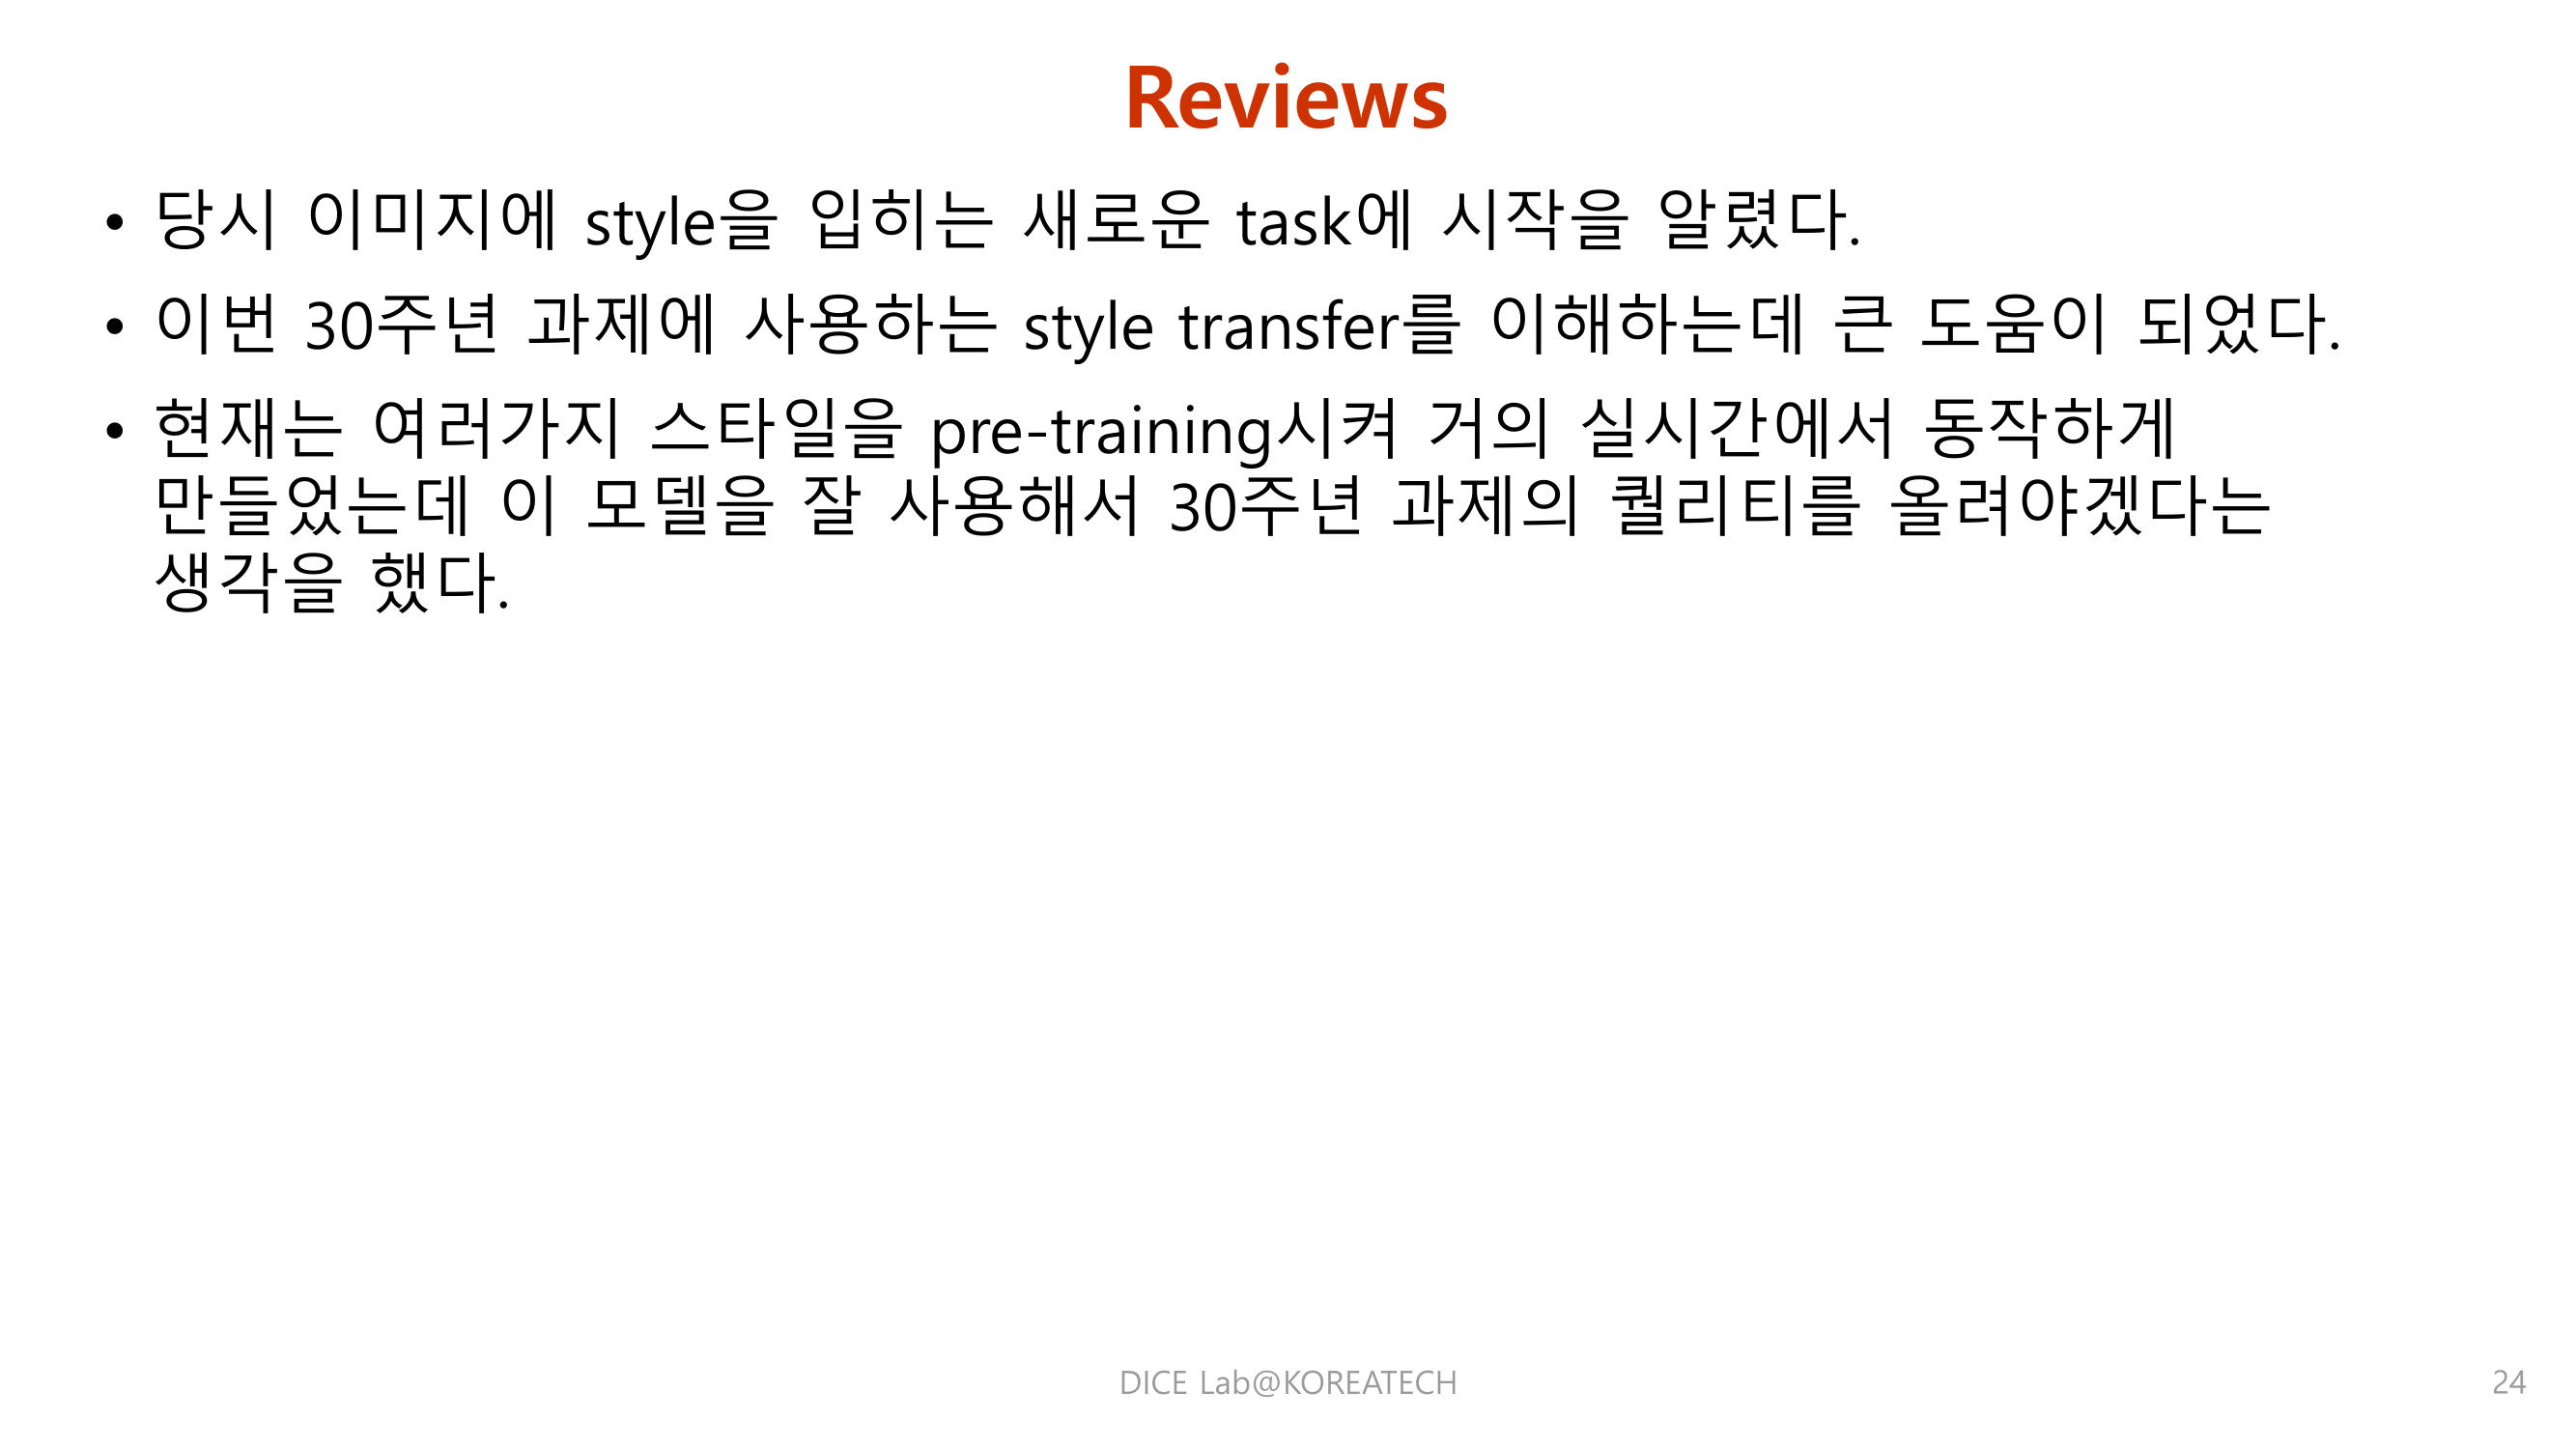 Reviews
• 당시 이미지에 style을 입히는 새로운 task에 시작을 알렸다.
• 이번 30주년 과제에 사용하는 style transfer를 이해하는데 큰 도움이 되었다.
• 현재는 여러가지 스타일을 pre-training시켜 거의 실시간에서 동작하게
만들었는데 이 모델을 잘 사용해서 30주년 과제의 퀄리티를 올려야겠다는
생각을 했다.
DICE Lab@KOREATECH
24